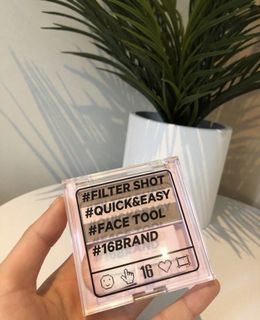 #FILTER SHOT
#QUICK&EASY
#FACE TOOL
#16BRAND
16